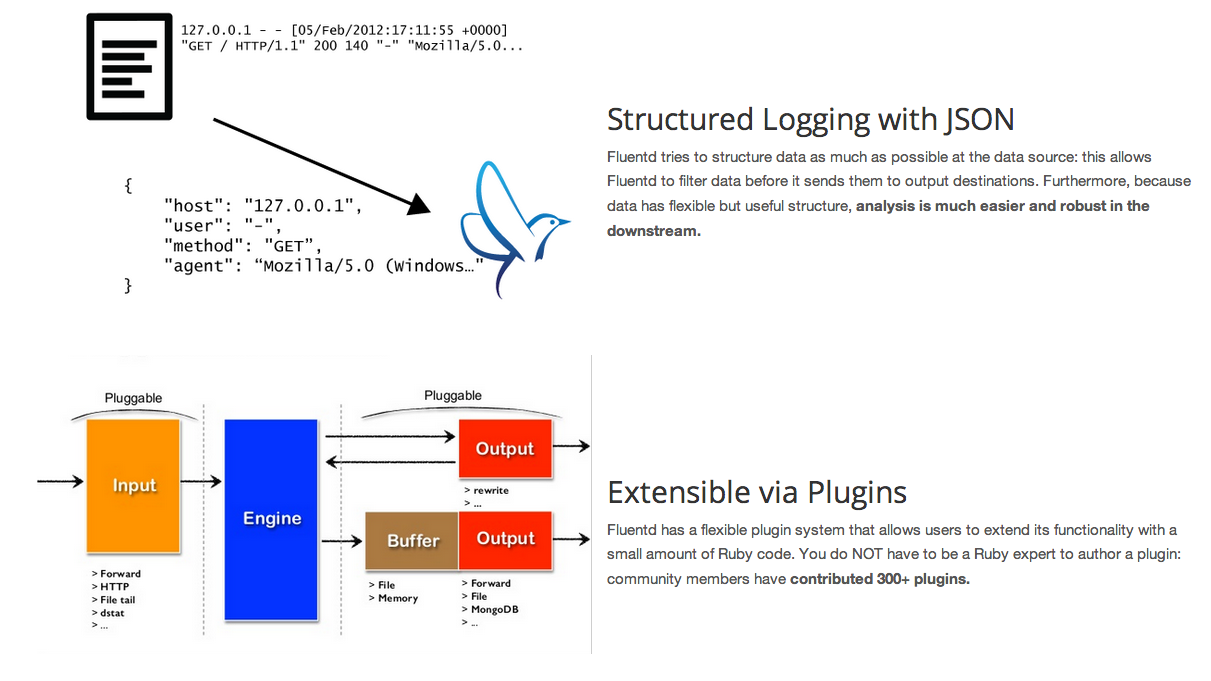 127.0.0.1 - - [05/Feb/2012:17:11:55 +0000]
"GET / HTTP/1.1" 200 140 "-" "Mozilla/5.0...
{
"host": "127.0.0.1",
"user": "-",
"method": "GET”,
"agent": “Mozilla/5.0 (Windows…"
}
Structured Logging with JSON
Fluentd tries to structure data as much as possible at the data source: this allows
Fluentd to filter data before it sends them to output destinations. Furthermore, because
data has flexible but useful structure, analysis is much easier and robust in the
downstream.
Pluggable
Pluggable
Input
Engine
Output
> rewrite
> ...
Buffer
Output
> Forward
> HTTP
> File tail
> dstat
> ...
> File
> Memory
> Forward
> File
> MongoDB
> ...
Extensible via Plugins
Fluentd has a flexible plugin system that allows users to extend its functionality with a
small amount of Ruby code. You do NOT have to be a Ruby expert to author a plugin:
community members have contributed 300+ plugins.